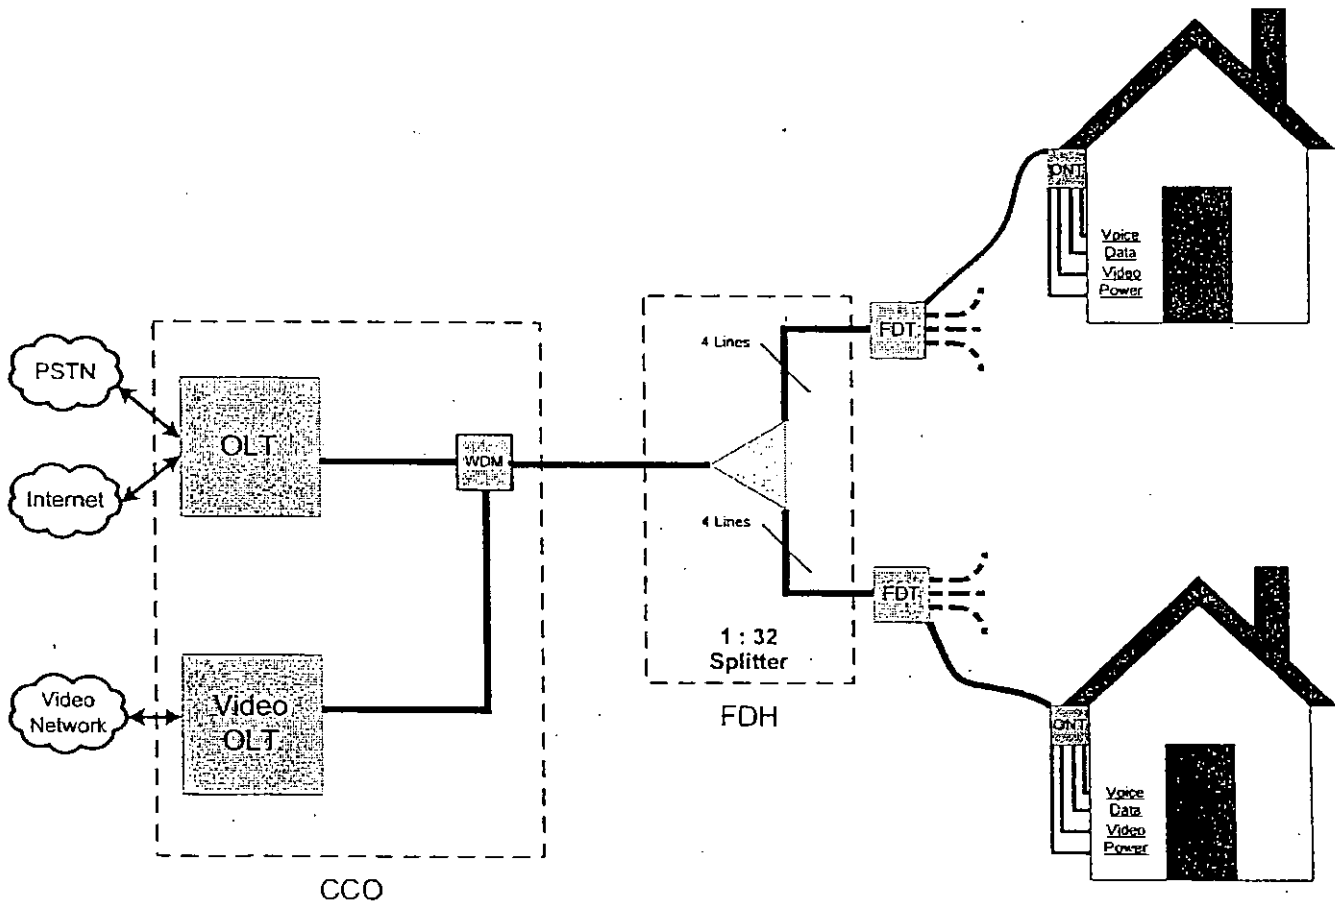 PSTN
Internet
Video
Network
OLT
Video
OLT
WDM
CCO
4 Lines
4 Lines
1 : 32
Splitter
FDH
FDT
FDT
ONT
Voice
Data
Video
Power
ONT
Voice
Data
Video
Power